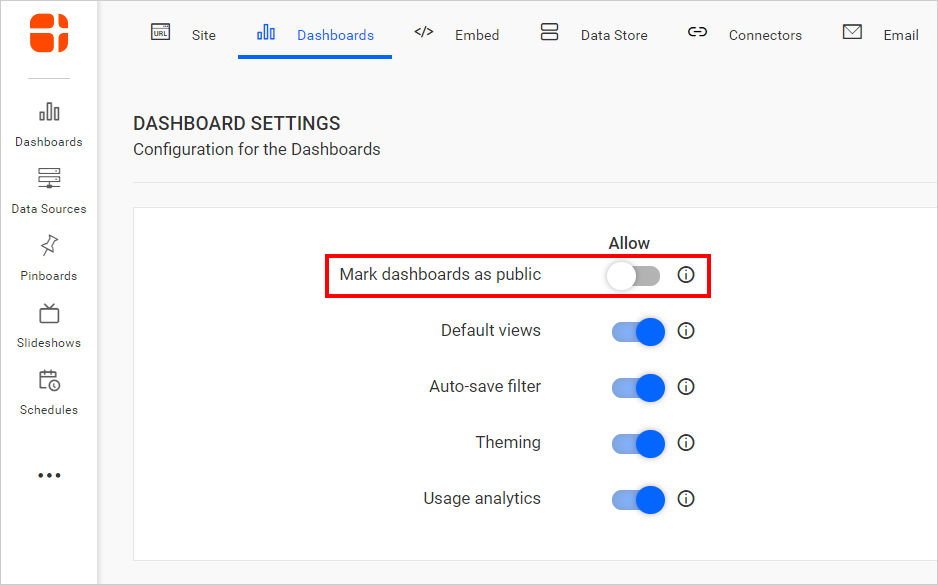 URL
Site
Dashboards
</>
Embed
Data Store
Connectors
Email
Dashboards
Data Sources
Pinboards
Slideshows
Schedules
DASHBOARD SETTINGS
Configuration for the Dashboards
Allow
Mark dashboards as public
Default views
Auto-save filter
Theming
Usage analytics